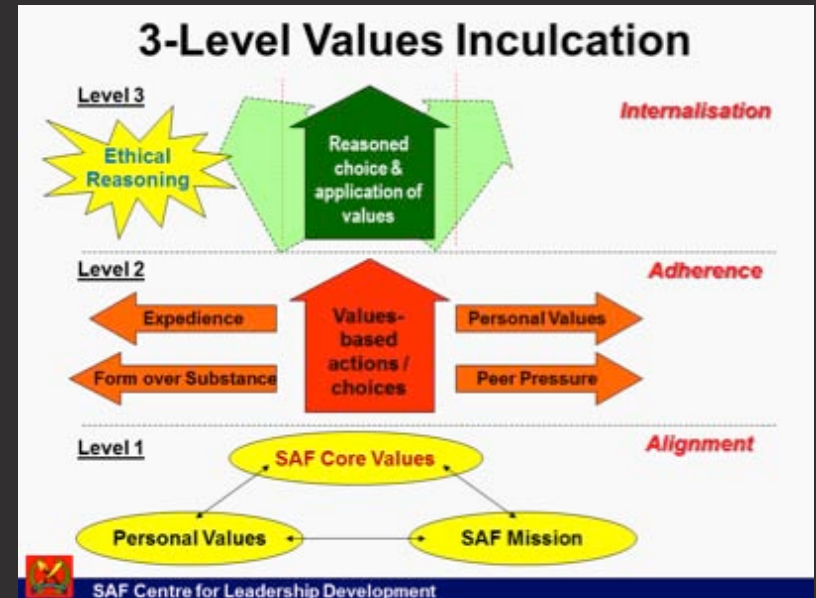 3-Level Values Inculcation
Level 3
Internalisation
Ethical
Reasoning
Reasoned
choice &
application of
values
Level 2
Adherence
Expedience
Values-
based
actions /
choices
Personal Values
Form over Substance
Peer Pressure
Level 1
Alignment
SAF Core Values
Personal Values
SAF Mission
SAF Centre for Leadership Development